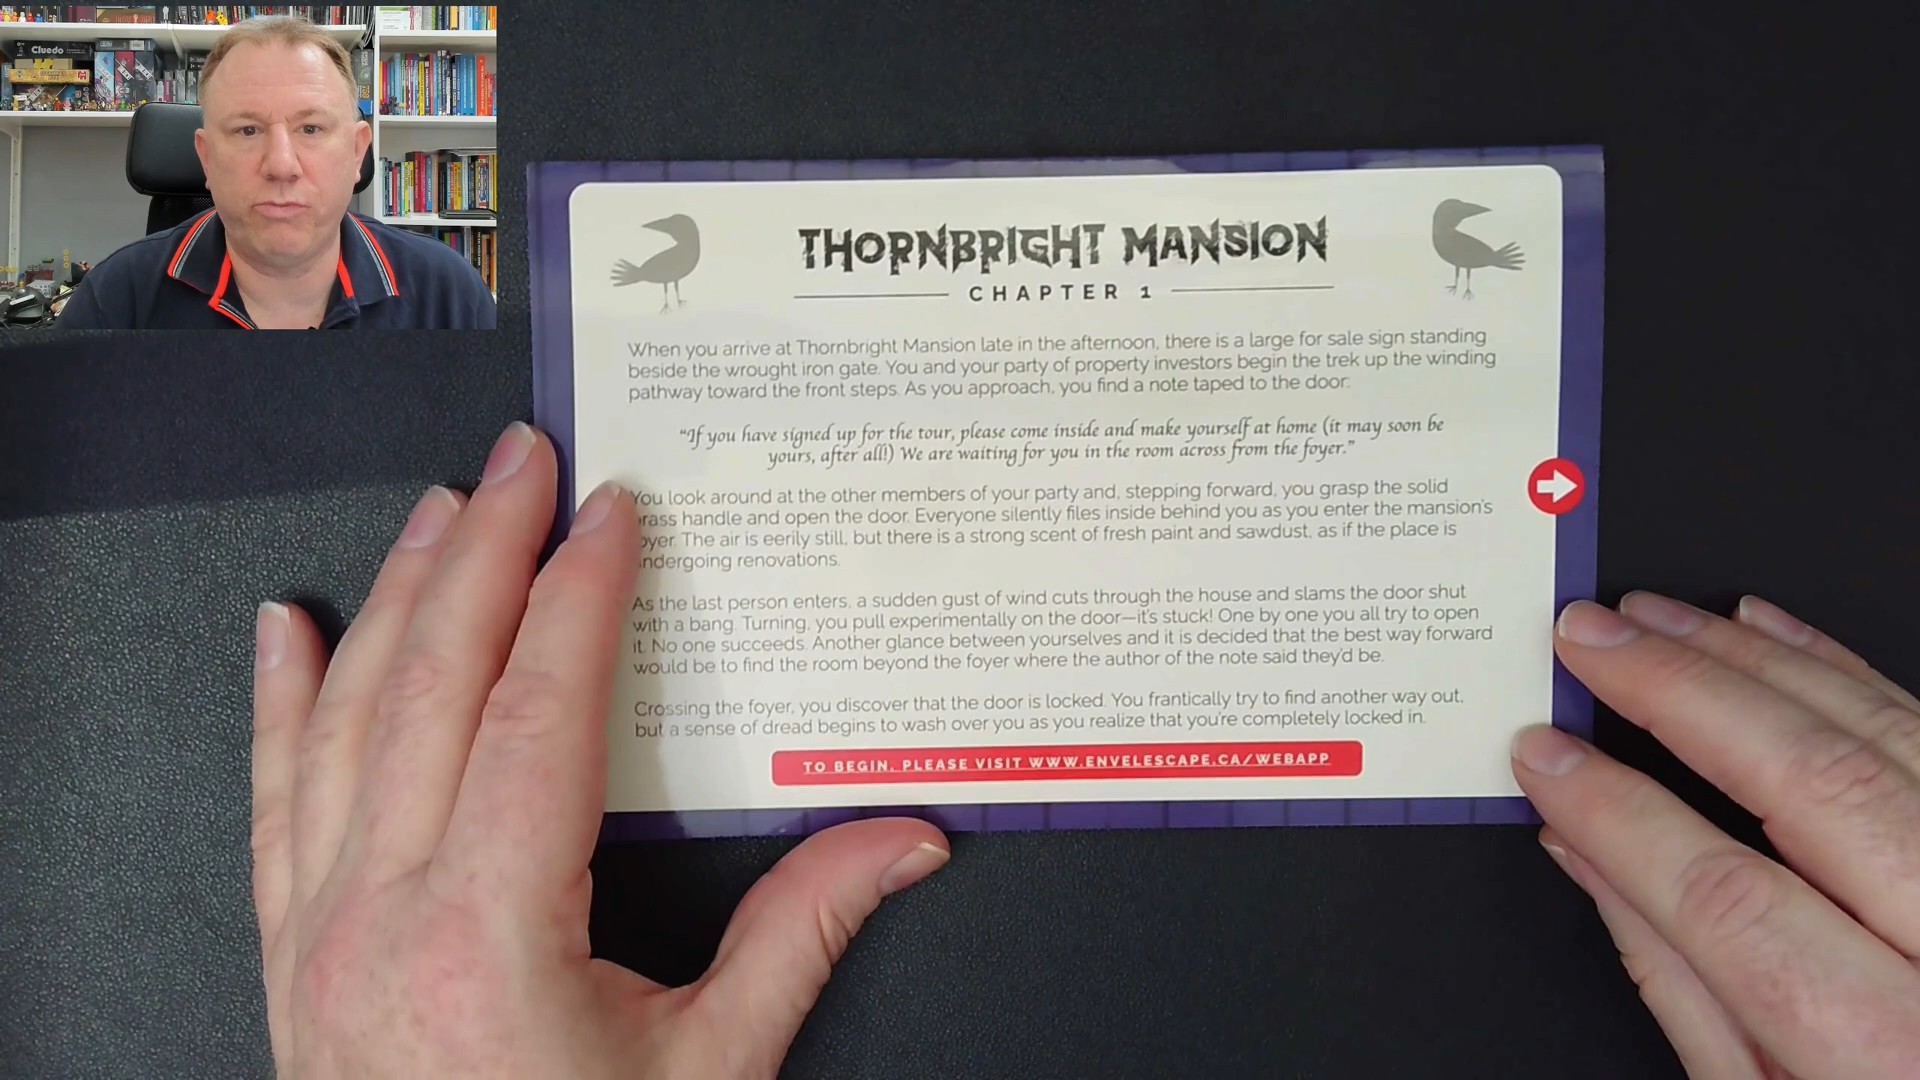 Cluedo
THORNBRIGHT MANSION
CHAPTER 1
When you arrive at Thornbright Mansion late in the afternoon, there is a large for sale sign standing
beside the wrought iron gate. You and your party of property investors begin the trek up the winding
pathway toward the front steps. As you approach, you find a note taped to the door:
“If you have signed up for the tour, please come inside and make yourself at home (it may soon be
yours, after all!) We are waiting for you in the room across from the foyer.”
You look around at the other members of your party and, stepping forward, you grasp the solid
rass handle and open the door. Everyone silently files inside behind you as you enter the mansion's
oyer. The air is eerily still, but there is a strong scent of fresh paint and sawdust, as if the place is
ndergoing renovations.
As the last person enters, a sudden gust of wind cuts through the house and slams the door shut
with a bang. Turning, you pull experimentally on the door—it's stuck! One by one you all try to open
it. No one succeeds. Another glance between yourselves and it is decided that the best way forward
would be to find the room beyond the foyer where the author of the note said they'd be.
Crossing the foyer, you discover that the door is locked. You frantically try to find another way out,
but a sense of dread begins to wash over you as you realize that you're completely locked in.
TO BEGIN, PLEASE VISIT WWW.ENVELESCAPE.CA/WEBAPP